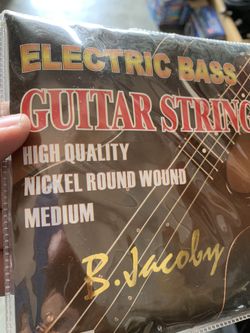 ELECTRIC BASS
GUITAR STRING
HIGH QUALITY
NICKEL ROUND WOUND
MEDIUM
B. Jacoby